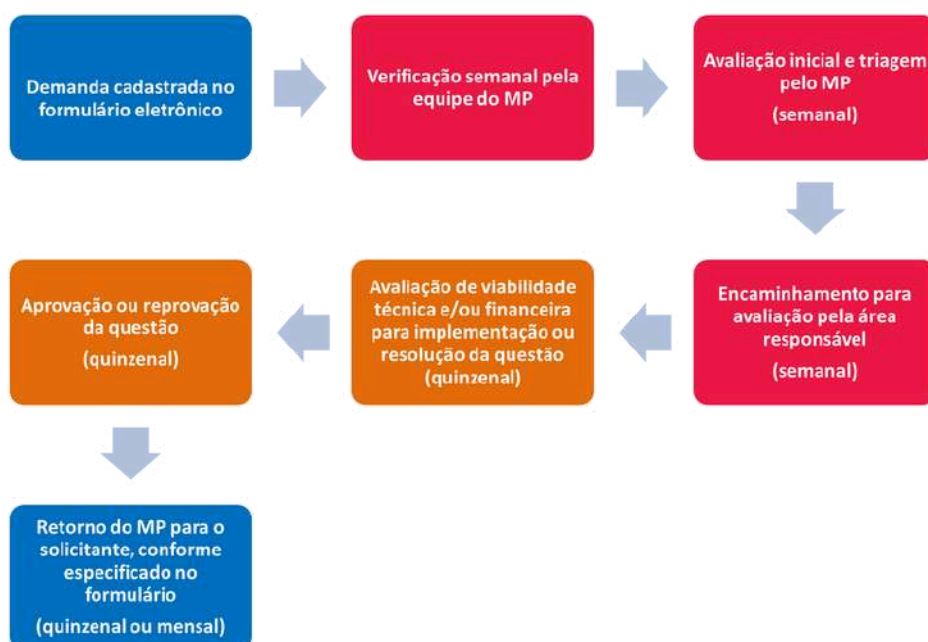 Demanda cadastrada no
formulário eletrônico
Verificação semanal pela
equipe do MP
Avaliação inicial e triagem
pelo MP
(semanal)
Encaminhamento para
avaliação pela área
responsável
(semanal)
Avaliação de viabilidade
técnica e/ou financeira
para implementação ou
resolução da questão
(quinzenal)
Aprovação ou reprovação
da questão
(quinzenal)
Retorno do MP para o
solicitante, conforme
especificado no
formulário
(quinzenal ou mensal)